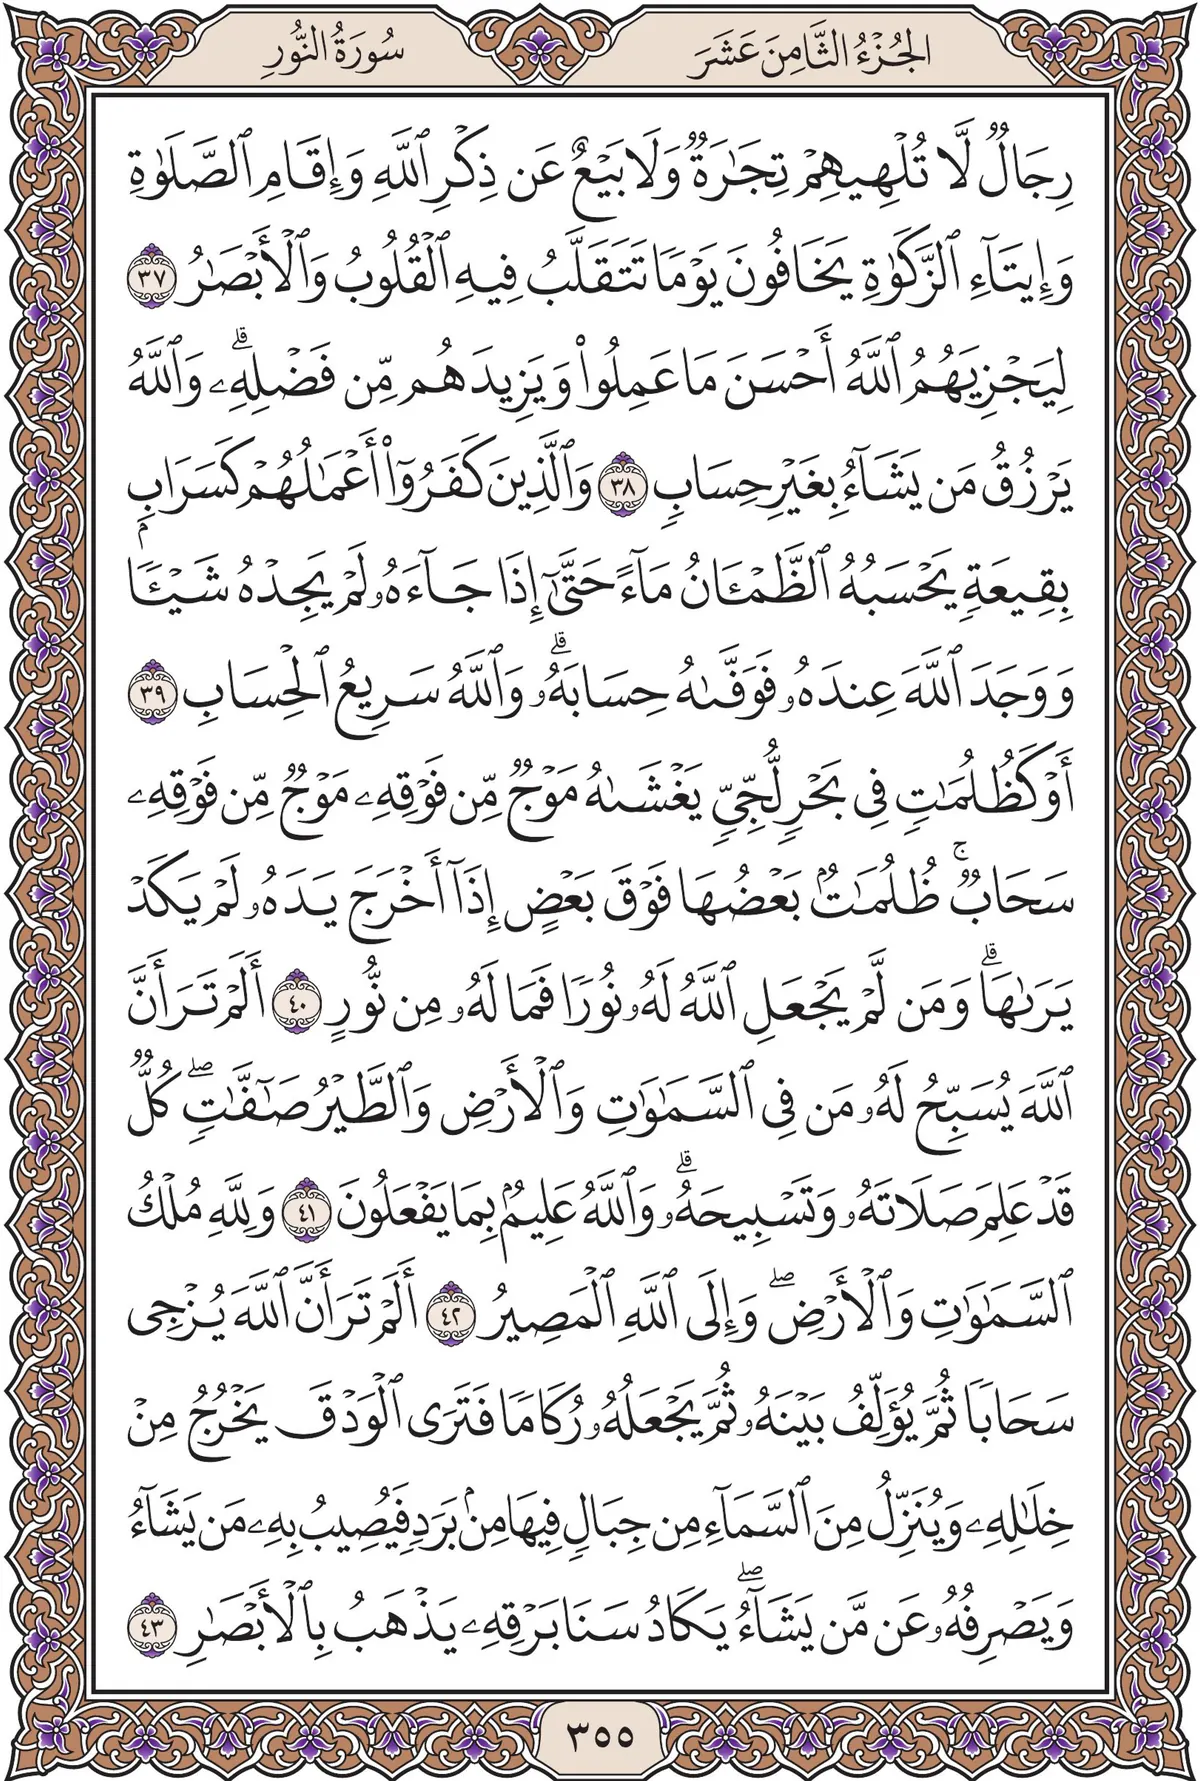 الجُزْءُ الثَّامِنَ عَشَرَ
سُورَةُ النُّورِ
رِجَالٌ لَّا تُلْهِيهِمْ تِجَٰرَةٌ وَلَا بَيْعٌ عَن ذِكْرِ ٱللَّهِ وَإِقَامِ ٱلصَّلَوٰةِ
وَإِيتَآءِ ٱلزَّكَوٰةِ يَخَافُونَ يَوْمًا تَتَقَلَّبُ فِيهِ ٱلْقُلُوبُ وَٱلْأَبْصَٰرُ ٣٧
لِيَجْزِيَهُمُ ٱللَّهُ أَحْسَنَ مَا عَمِلُوا۟ وَيَزِيدَهُم مِّن فَضْلِهِۦ ۗ وَٱللَّهُ
يَرْزُقُ مَن يَشَآءُ بِغَيْرِ حِسَابٍ ٣٨ وَٱلَّذِينَ كَفَرُوٓا۟ أَعْمَٰلُهُمْ كَسَرَابٍۭ
بِقِيعَةٍ يَحْسَبُهُ ٱلظَّمْـَٔانُ مَآءً حَتَّىٰٓ إِذَا جَآءَهُۥ لَمْ يَجِدْهُ شَيْـًٔا
وَوَجَدَ ٱللَّهَ عِندَهُۥ فَوَفَّىٰهُ حِسَابَهُۥ ۗ وَٱللَّهُ سَرِيعُ ٱلْحِسَابِ ٣٩
أَوْ كَظُلُمَٰتٍ فِى بَحْرٍ لُّجِّىٍّ يَغْشَىٰهُ مَوْجٌ مِّن فَوْقِهِۦ مَوْجٌ مِّن فَوْقِهِۦ
سَحَابٌ ۚ ظُلُمَٰتٌۢ بَعْضُهَا فَوْقَ بَعْضٍ إِذَآ أَخْرَجَ يَدَهُۥ لَمْ يَكَدْ
يَرَىٰهَا ۗ وَمَن لَّمْ يَجْعَلِ ٱللَّهُ لَهُۥ نُورًا فَمَا لَهُۥ مِن نُّورٍ ٤٠ أَلَمْ تَرَ أَنَّ
ٱللَّهَ يُسَبِّحُ لَهُۥ مَن فِى ٱلسَّمَٰوَٰتِ وَٱلْأَرْضِ وَٱلطَّيْرُ صَٰٓفَّٰتٍ ۖ كُلٌّ
قَدْ عَلِمَ صَلَاتَهُۥ وَتَسْبِيحَهُۥ ۗ وَٱللَّهُ عَلِيمٌۢ بِمَا يَفْعَلُونَ ٤١ وَلِلَّهِ مُلْكُ
ٱلسَّمَٰوَٰتِ وَٱلْأَرْضِ ۖ وَإِلَى ٱللَّهِ ٱلْمَصِيرُ ٤٢ أَلَمْ تَرَ أَنَّ ٱللَّهَ يُزْجِى
سَحَابًا ثُمَّ يُؤَلِّفُ بَيْنَهُۥ ثُمَّ يَجْعَلُهُۥ رُكَامًا فَتَرَى ٱلْوَدْقَ يَخْرُجُ مِنْ
خِلَٰلِهِۦ وَيُنَزِّلُ مِنَ ٱلسَّمَآءِ مِن جِبَالٍ فِيهَا مِنۢ بَرَدٍ فَيُصِيبُ بِهِۦ مَن يَشَآءُ
وَيَصْرِفُهُۥ عَن مَّن يَشَآءُ ۖ يَكَادُ سَنَا بَرْقِهِۦ يَذْهَبُ بِٱلْأَبْصَٰرِ ٤٣
٣٥٥